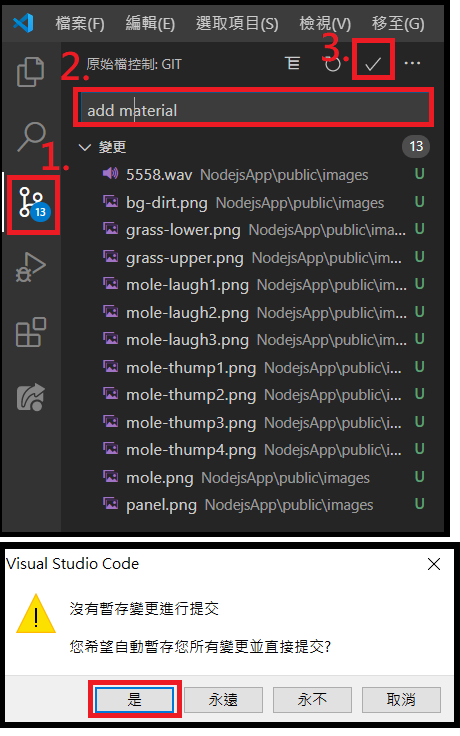 檔案(F) 編輯(E) 選取項目(S) 檢視(V) 移至(G)
2. 原始檔控制: GIT 3.
add material
變更 13
1.
5558.wav NodejsApp\public\images U
bg-dirt.png NodejsApp\public\images U
13
grass-lower.png NodejsApp\public\ima... U
grass-upper.png NodejsApp\public\im... U
mole-laugh1.png NodejsApp\public\i... U
mole-laugh2.png NodejsApp\public\i... U
mole-laugh3.png NodejsApp\public\i... U
mole-thump1.png NodejsApp\public\i... U
mole-thump2.png NodejsApp\public\i... U
mole-thump3.png NodejsApp\public\i... U
mole-thump4.png NodejsApp\public\i... U
mole.png NodejsApp\public\images U
panel.png NodejsApp\public\images U
Visual Studio Code
沒有暫存變更進行提交
您希望自動暫存您所有變更並直接提交?
是 永遠 永不 取消